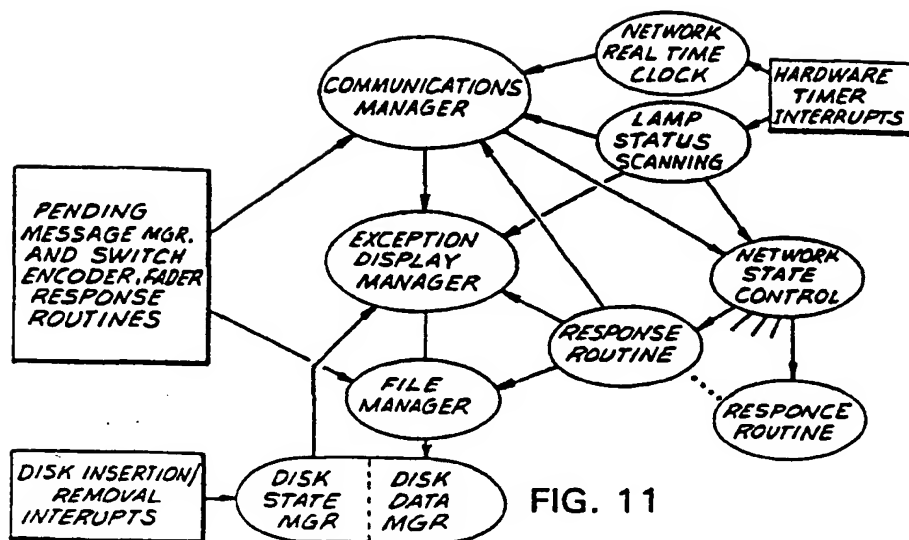 NETWORK
REAL TIME
CLOCK
COMMUNICATIONS
MANAGER
HARDWARE
TIMER
INTERRUPTS
LAMP
STATUS
SCANNING
PENDING
MESSAGE MGR.
AND SWITCH
ENCODER, FADER
RESPONSE
ROUTINES
EXCEPTION
DISPLAY
MANAGER
NETWORK
STATE
CONTROL
RESPONSE
ROUTINE
FILE
MANAGER
RESPONCE
ROUTINE
DISK INSERTION/
REMOVAL
INTERUPTS
DISK
STATE
MGR
DISK
DATA
MGR
FIG. 11